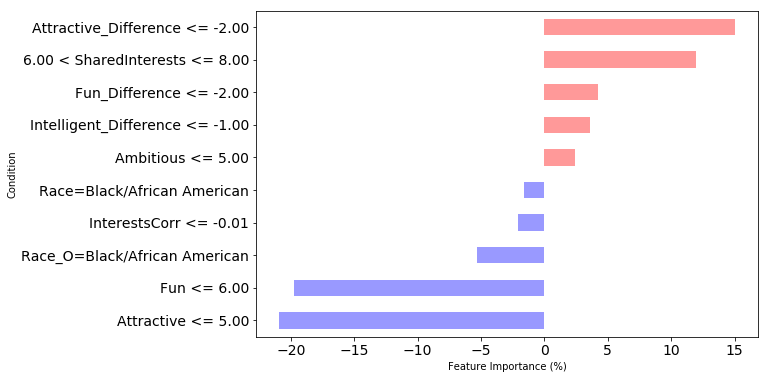 Attractive_Difference <= -2.00
6.00 < SharedInterests <= 8.00
Fun_Difference <= -2.00
Intelligent_Difference <= -1.00
Ambitious <= 5.00
Race=Black/African American
InterestsCorr <= -0.01
Race_O=Black/African American
Fun <= 6.00
Attractive <= 5.00
Condition
−20 −15 −10 −5 0 5 10 15
Feature Importance (%)